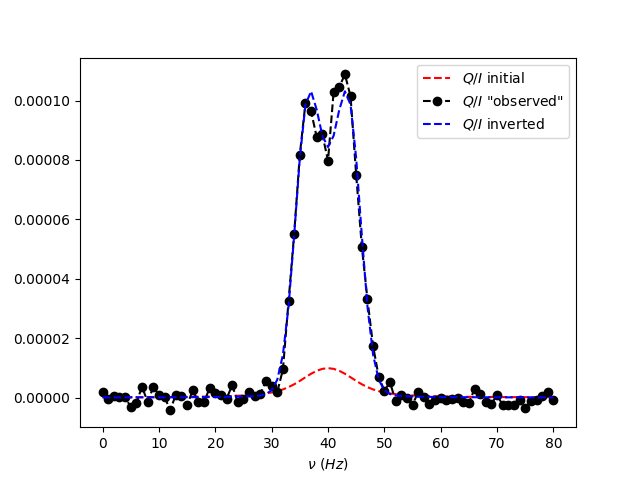 Q/I initial
Q/I "observed"
Q/I inverted
0.00010
0.00008
0.00006
0.00004
0.00002
0.00000
0 10 20 30 40 50 60 70 80
ν (Hz)